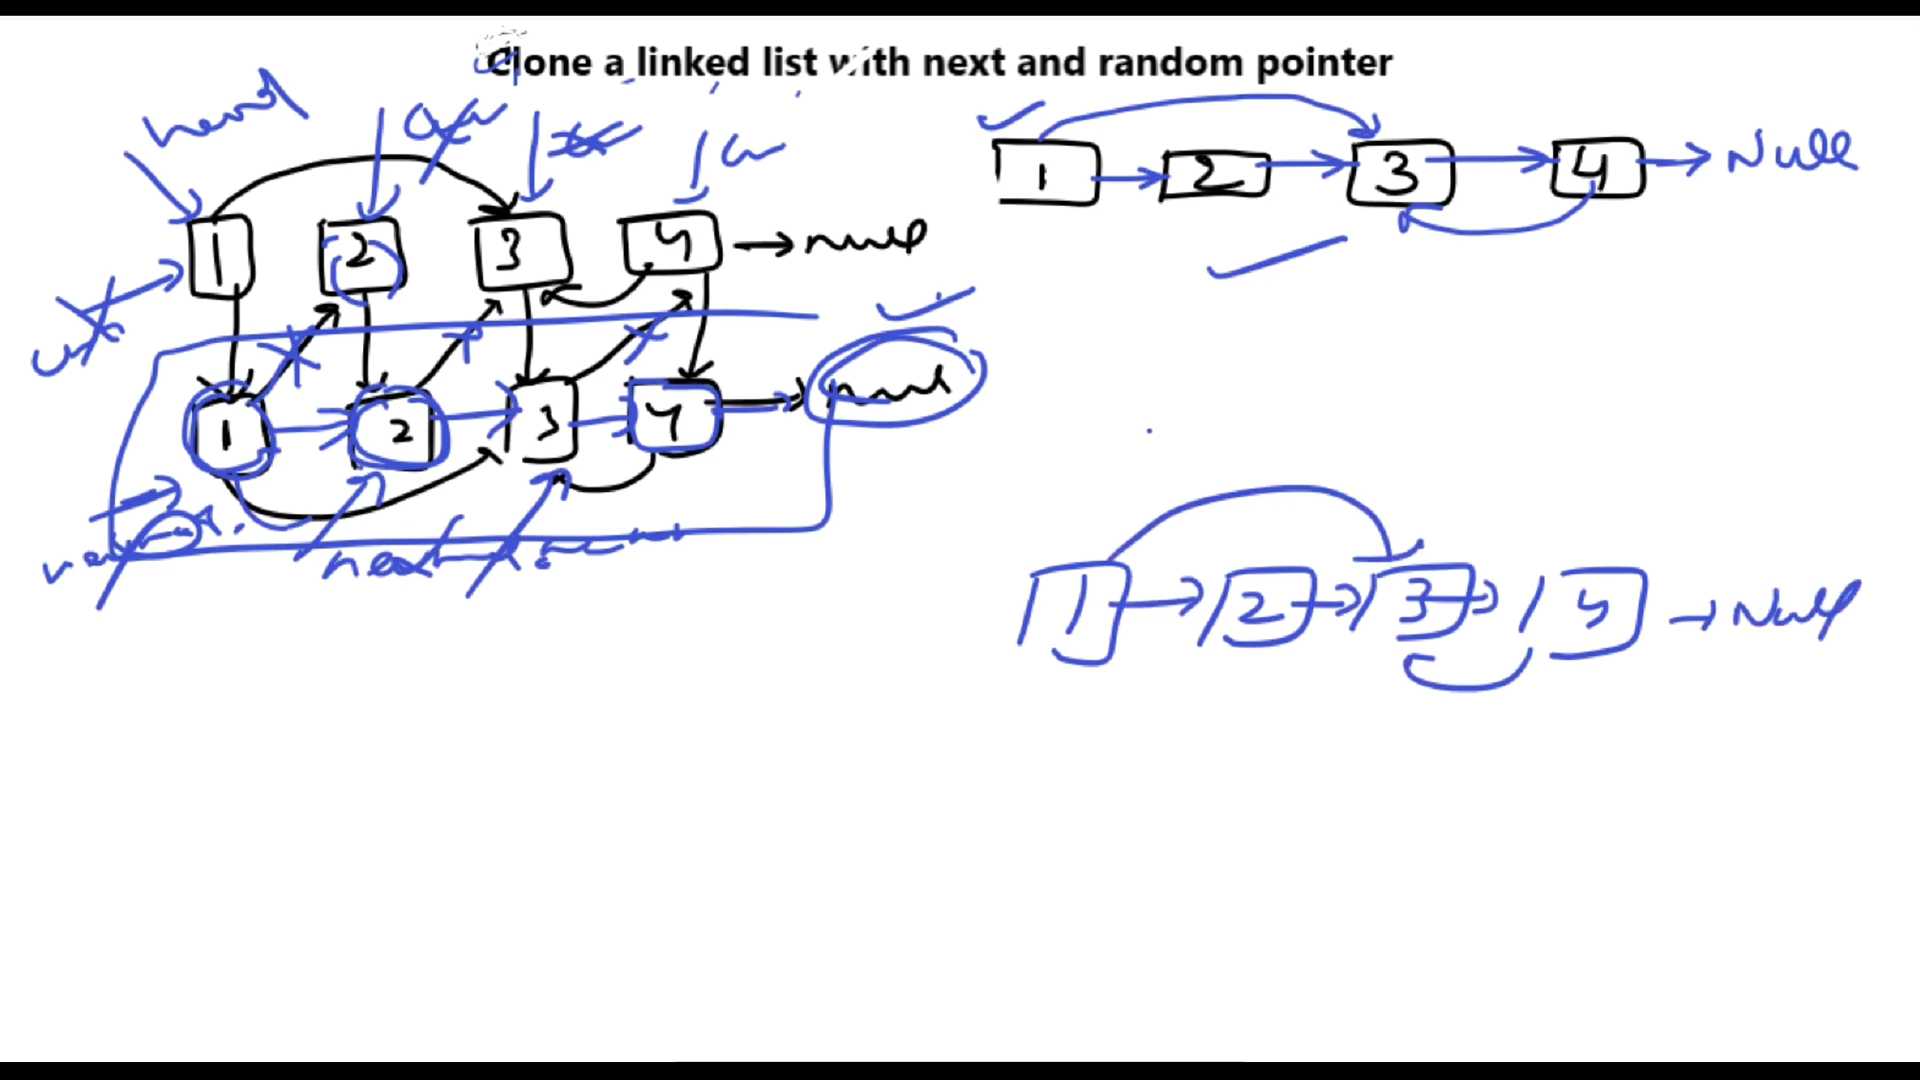 Clone a linked list with next and random pointer
head
1 2 3 4 null
1 2 3 4 null
1 2 3 4 Null
1 2 3 4 Null